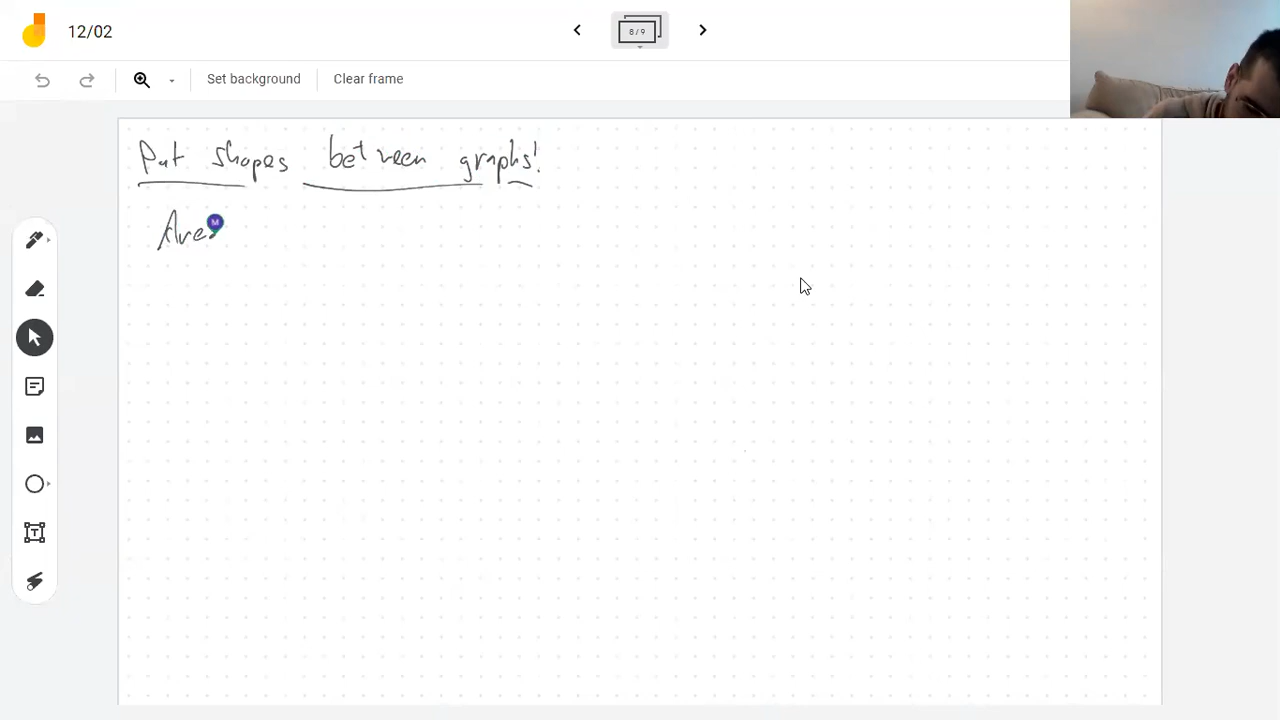 12/02
8 / 9
Set background
Clear frame
Put shapes between graphs!
Area
M